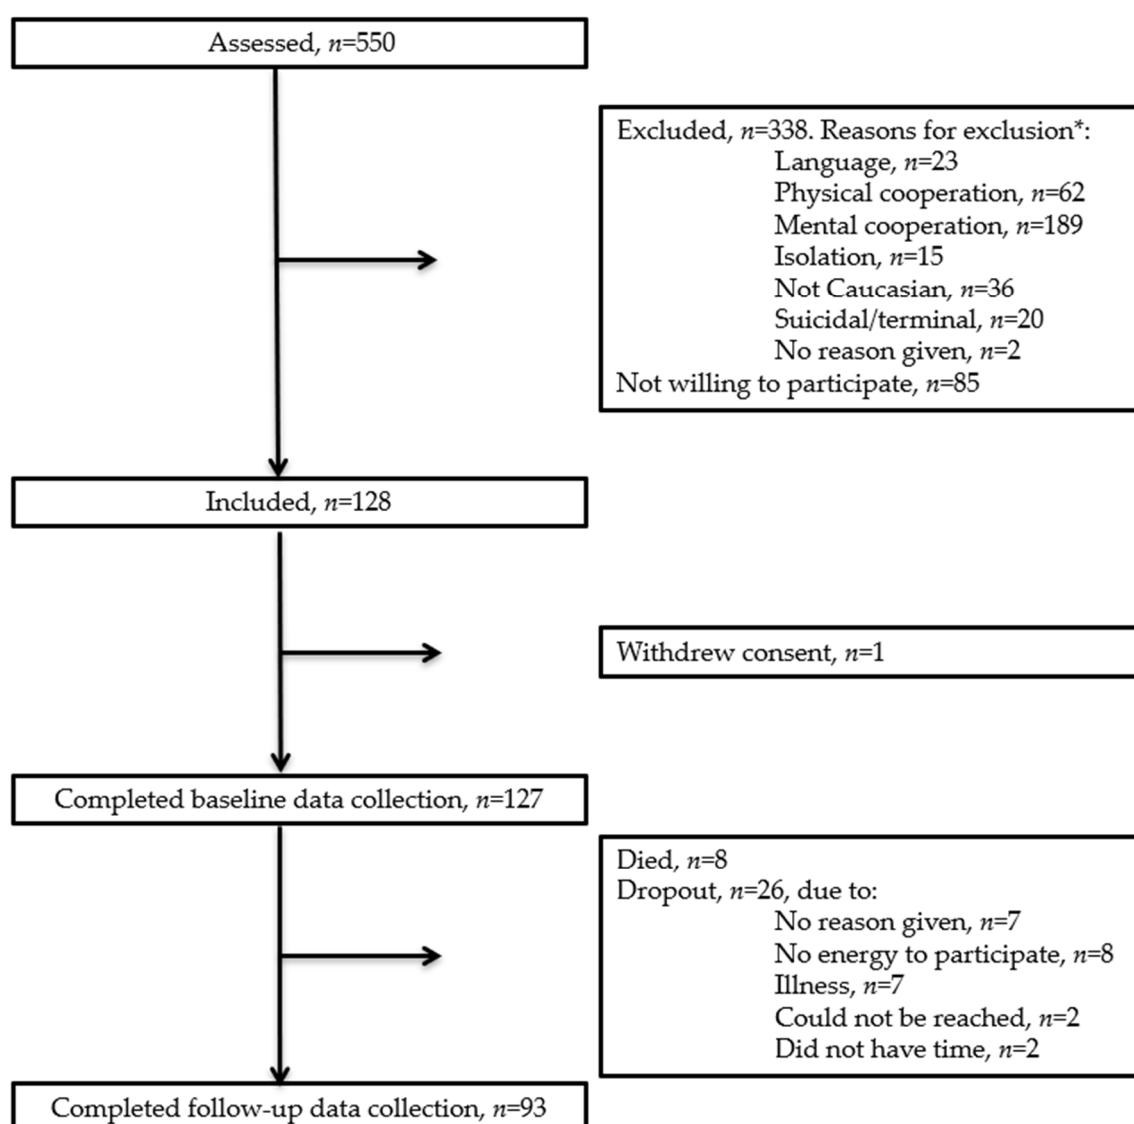 Assessed, n=550
Excluded, n=338. Reasons for exclusion*:
Language, n=23
Physical cooperation, n=62
Mental cooperation, n=189
Isolation, n=15
Not Caucasian, n=36
Suicidal/terminal, n=20
No reason given, n=2
Not willing to participate, n=85
Included, n=128
Withdrew consent, n=1
Completed baseline data collection, n=127
Died, n=8
Dropout, n=26, due to:
No reason given, n=7
No energy to participate, n=8
Illness, n=7
Could not be reached, n=2
Did not have time, n=2
Completed follow-up data collection, n=93